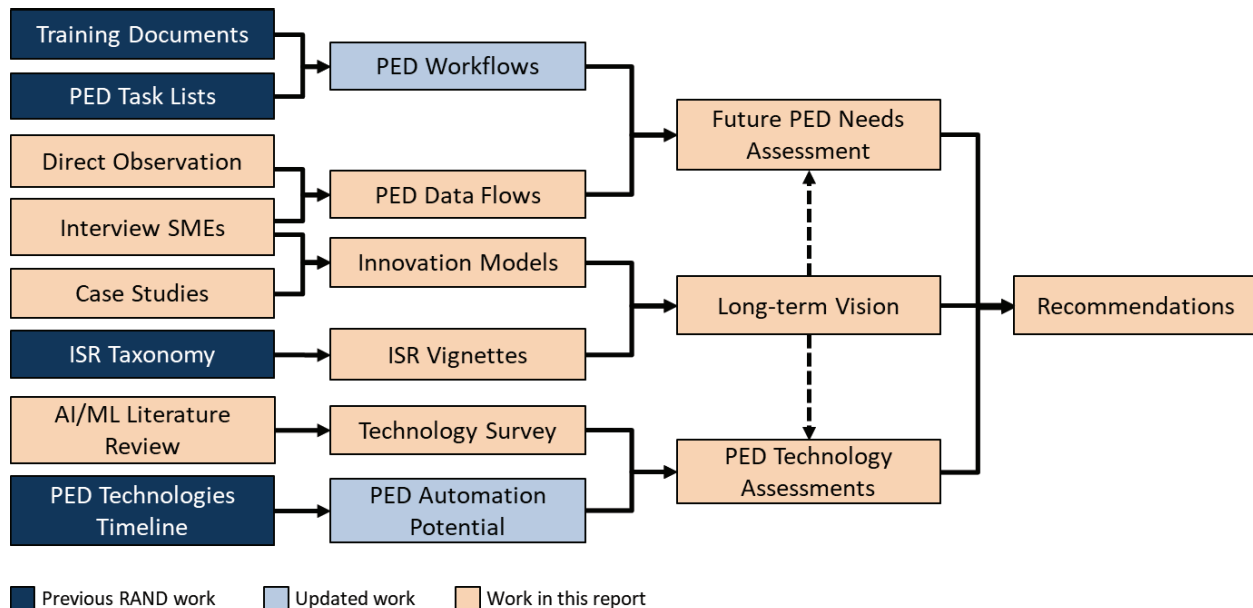 Training Documents
PED Task Lists
Direct Observation
Interview SMEs
Case Studies
ISR Taxonomy
AI/ML Literature
Review
PED Technologies
Timeline
PED Workflows
PED Data Flows
Innovation Models
ISR Vignettes
Technology Survey
PED Automation
Potential
Future PED Needs
Assessment
Long-term Vision
PED Technology
Assessments
Recommendations
Previous RAND work
Updated work
Work in this report